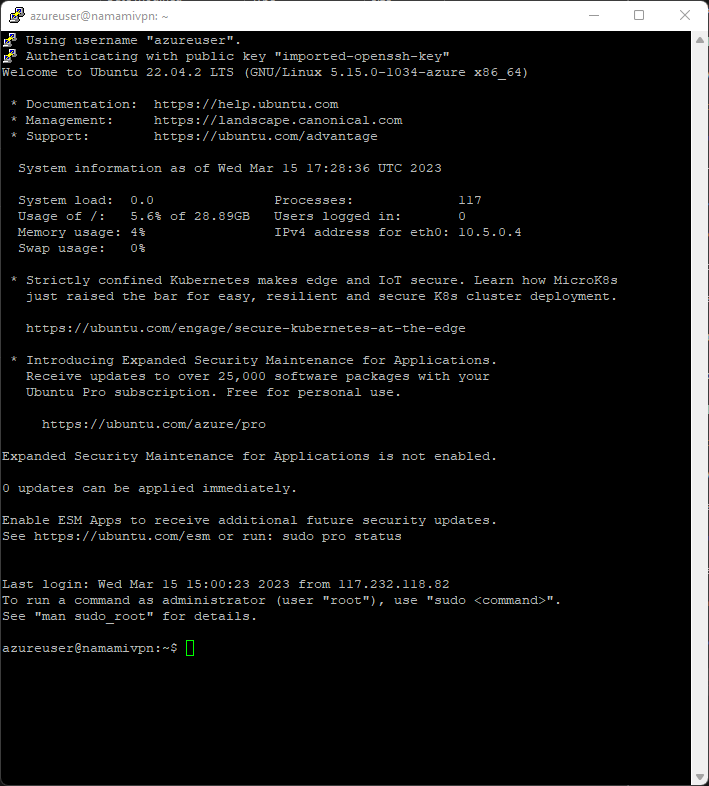 azureuser@namamivpn: ~
Using username "azureuser".
Authenticating with public key "imported-openssh-key"
Welcome to Ubuntu 22.04.2 LTS (GNU/Linux 5.15.0-1034-azure x86_64)
* Documentation:  https://help.ubuntu.com
* Management:     https://landscape.canonical.com
* Support:        https://ubuntu.com/advantage
System information as of Wed Mar 15 17:28:36 UTC 2023
System load:  0.0                Processes:             117
Usage of /:   5.6% of 28.89GB   Users logged in:       0
Memory usage: 4%                IPv4 address for eth0: 10.5.0.4
Swap usage:   0%
* Strictly confined Kubernetes makes edge and IoT secure. Learn how MicroK8s
just raised the bar for easy, resilient and secure K8s cluster deployment.
https://ubuntu.com/engage/secure-kubernetes-at-the-edge
* Introducing Expanded Security Maintenance for Applications.
Receive updates to over 25,000 software packages with your
Ubuntu Pro subscription. Free for personal use.
https://ubuntu.com/azure/pro
Expanded Security Maintenance for Applications is not enabled.
0 updates can be applied immediately.
Enable ESM Apps to receive additional future security updates.
See https://ubuntu.com/esm or run: sudo pro status
Last login: Wed Mar 15 15:00:23 2023 from 117.232.118.82
To run a command as administrator (user "root"), use "sudo <command>".
See "man sudo_root" for details.
azureuser@namamivpn:~$